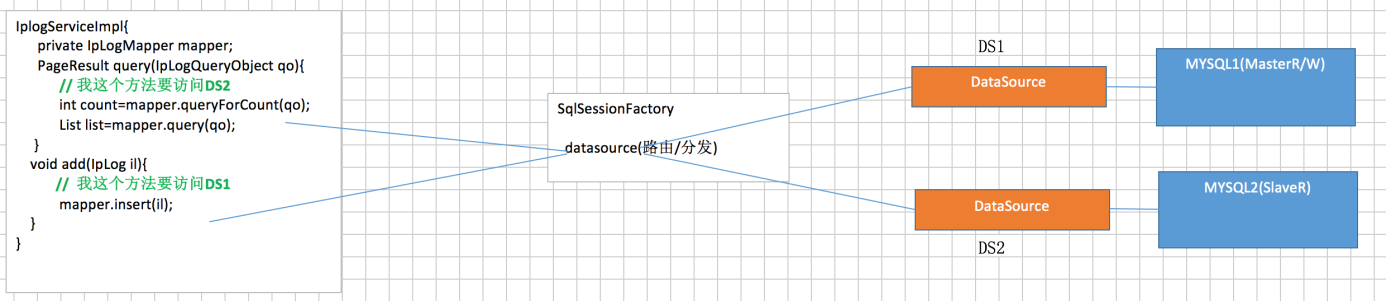 IplogServiceImpl{
private IpLogMapper mapper;
PageResult query(IpLogQueryObject qo){
// 我这个方法要访问DS2
int count=mapper.queryForCount(qo);
List list=mapper.query(qo);
}
void add(IpLog il){
// 我这个方法要访问DS1
mapper.insert(il);
}
}
SqlSessionFactory
datasource(路由/分发)
DS1
DataSource
MYSQL1(MasterR/W)
DataSource
DS2
MYSQL2(SlaveR)